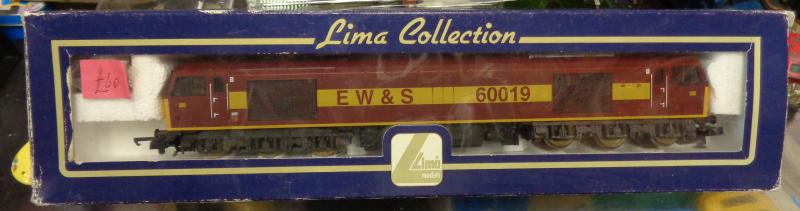 Lima Collection
£60
B
B
EW&S 60019
Lima
models